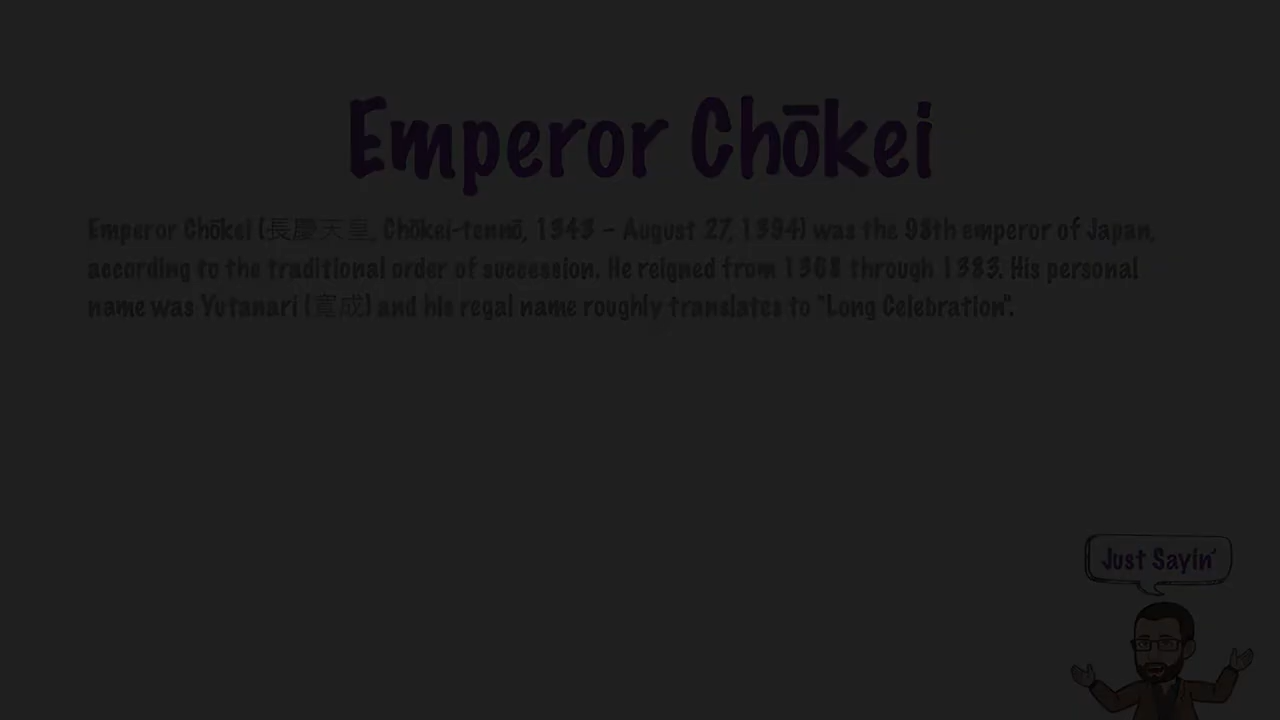 Emperor Chōkei
Emperor Chōkei (長慶天皇, Chōkei-tennō, 1343 – August 27, 1394) was the 98th emperor of Japan,
according to the traditional order of succession. He reigned from 1368 through 1383. His personal
name was Yutanari (寛成) and his regal name roughly translates to "Long Celebration".
Just Sayin'